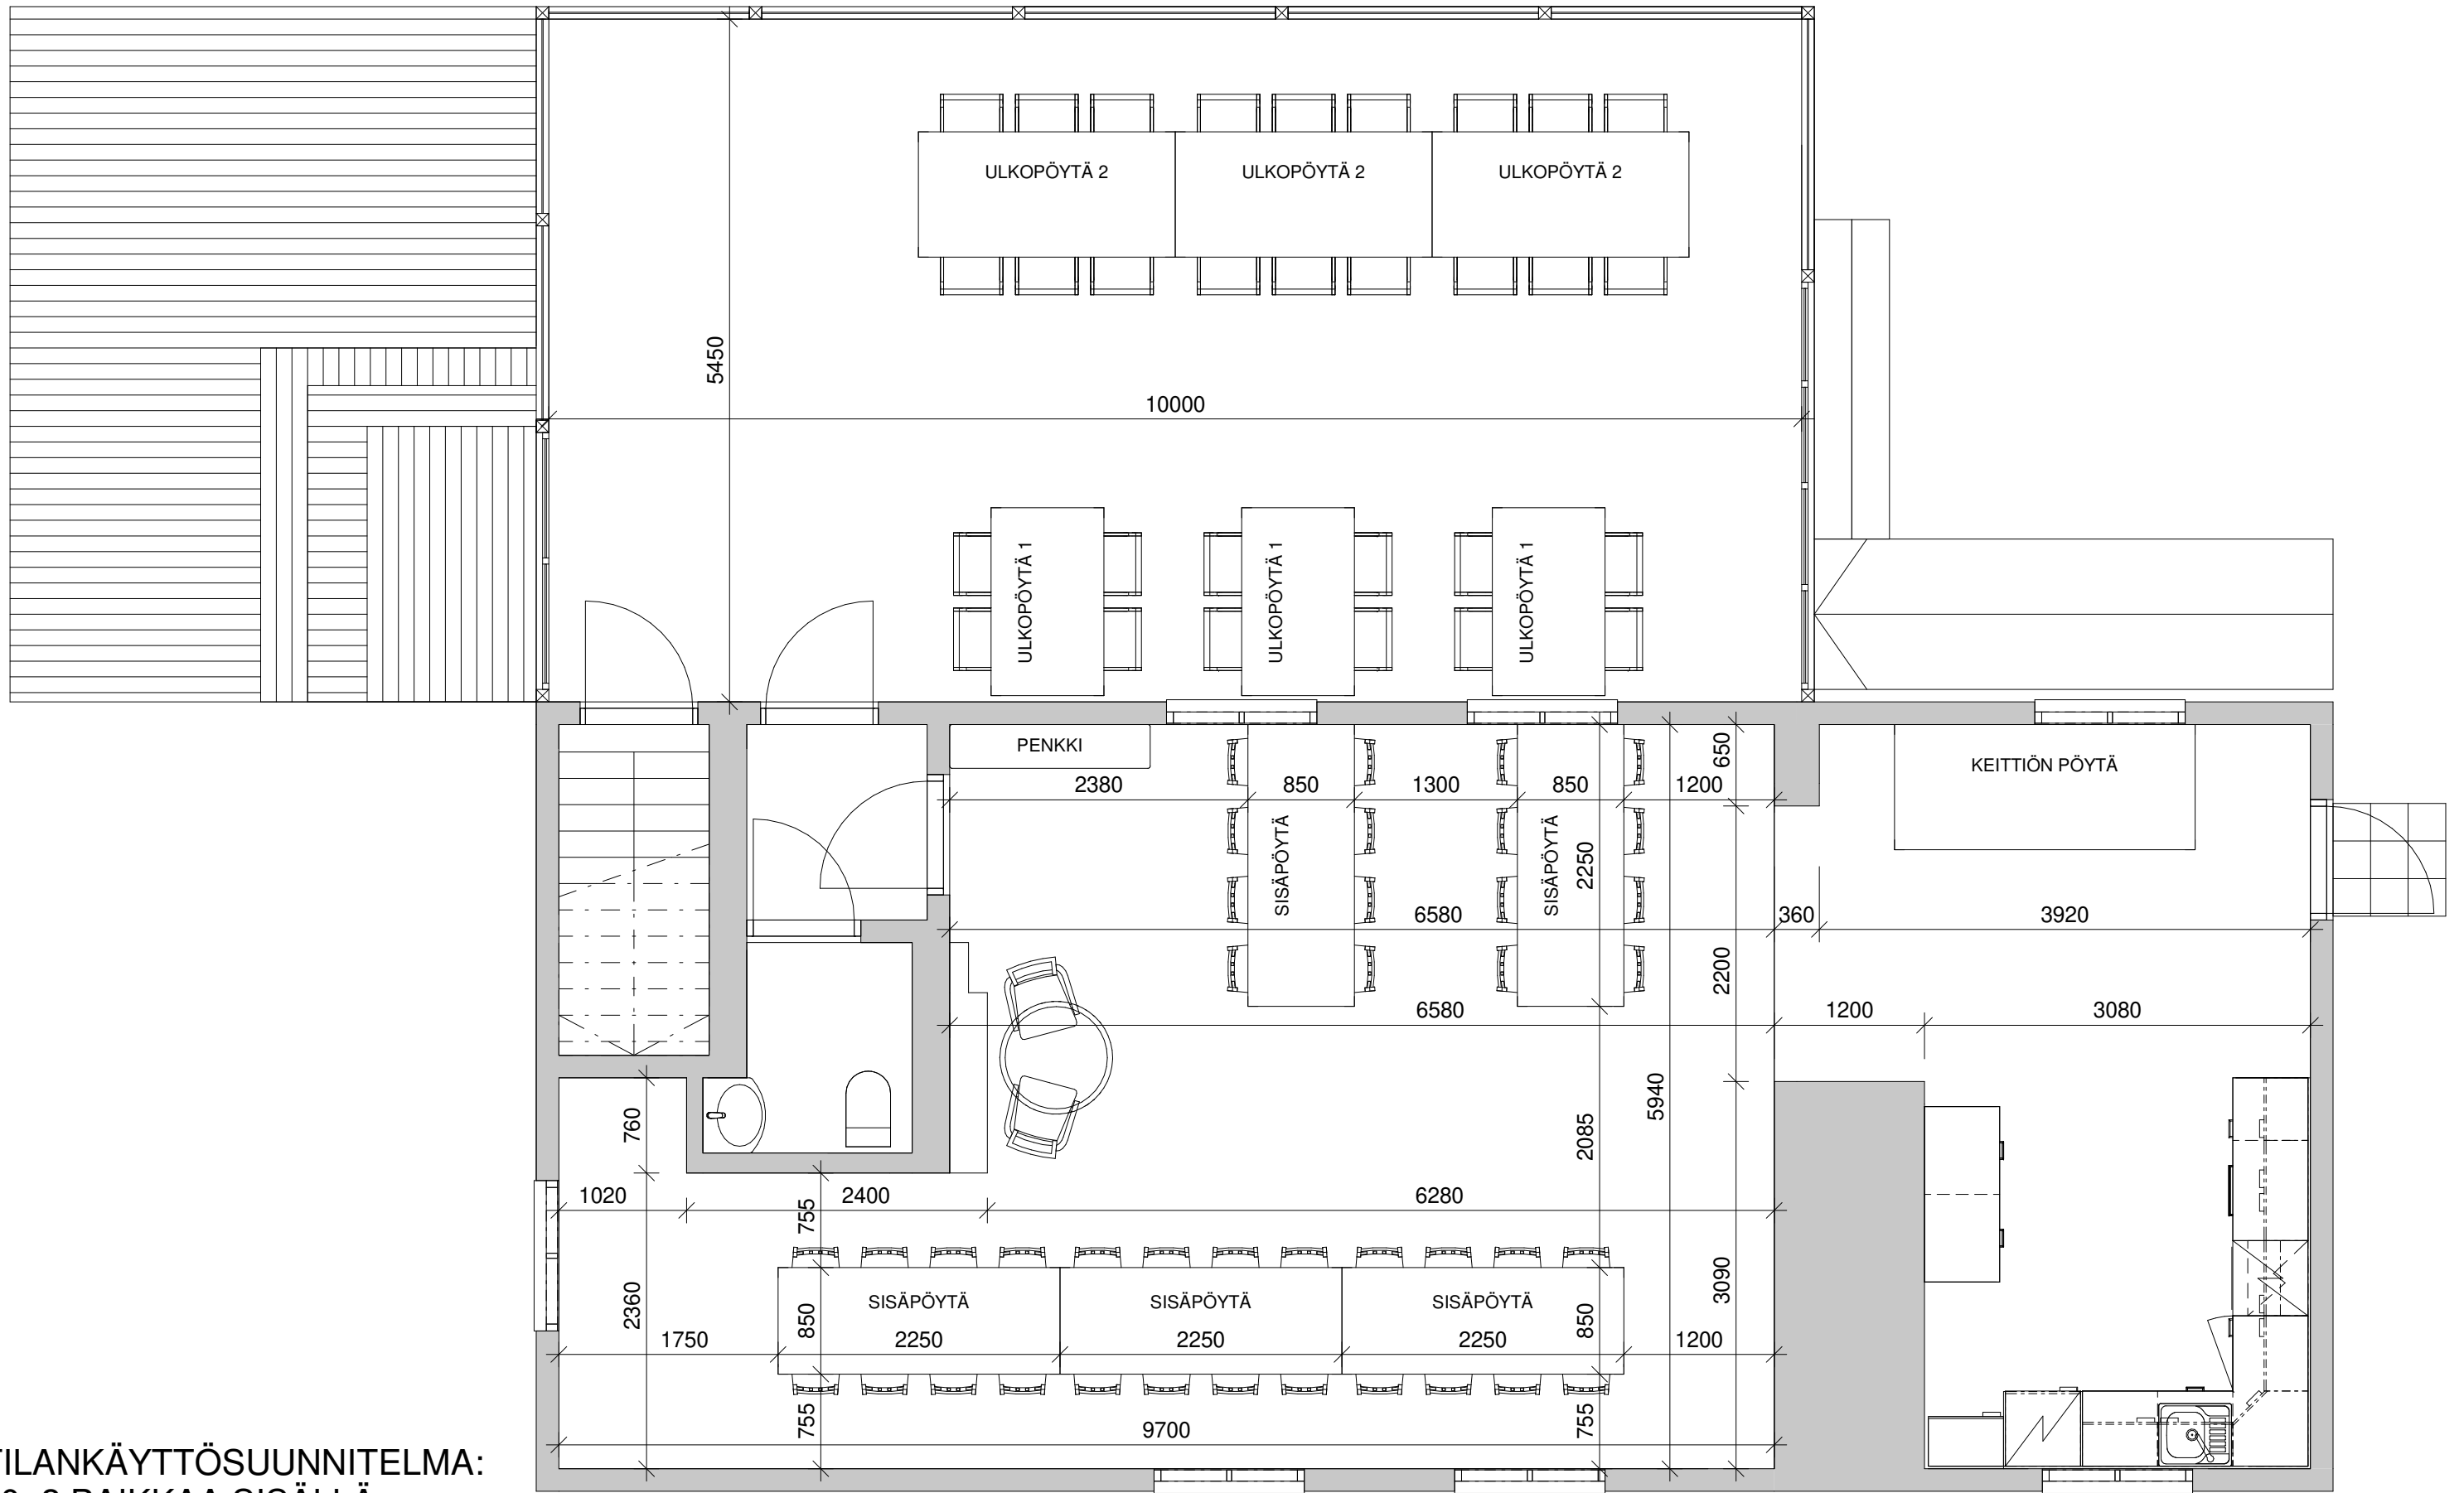 ULKOPÖYTÄ 2 ULKOPÖYTÄ 2 ULKOPÖYTÄ 2
5450
10000
ULKOPÖYTÄ 1 ULKOPÖYTÄ 1 ULKOPÖYTÄ 1
PENKKI
650
KEITTIÖN PÖYTÄ
2380 850 1300 850 1200
SISÄPÖYTÄ SISÄPÖYTÄ 2250
6580 360 3920
2200
6580 1200 3080
760 2085 5940
1020 2400 6280
755
2360 3090
SISÄPÖYTÄ SISÄPÖYTÄ SISÄPÖYTÄ
850 850
1750 2250 2250 2250 1200
755 755
9700
TILANKÄYTTÖSUUNNITELMA:
PAIKKAA SISÄLLÄ